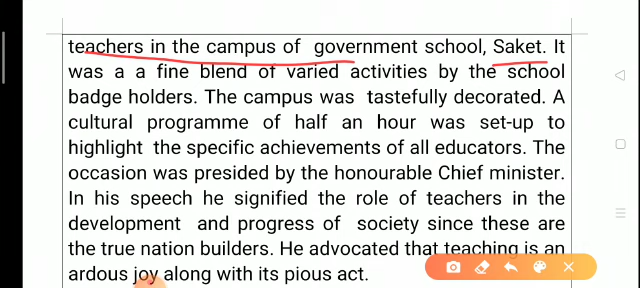 teachers in the campus of government school, Saket. It
was a a fine blend of varied activities by the school
badge holders. The campus was tastefully decorated. A
cultural programme of half an hour was set-up to
highlight the specific achievements of all educators. The
occasion was presided by the honourable Chief minister.
In his speech he signified the role of teachers in the
development and progress of society since these are
the true nation builders. He advocated that teaching is an
ardous joy along with its pious act.